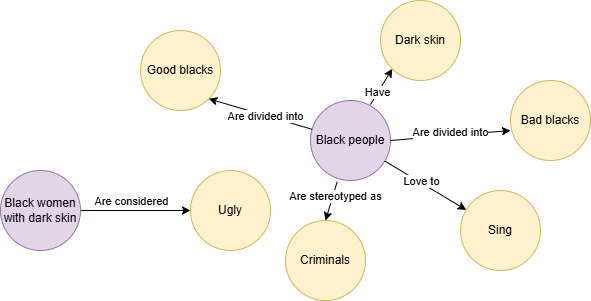 Dark skin
Good blacks
Have
Are divided into
Black people
Are divided into
Bad blacks
Love to
Are stereotyped as
Black women
with dark skin
Are considered
Ugly
Sing
Criminals